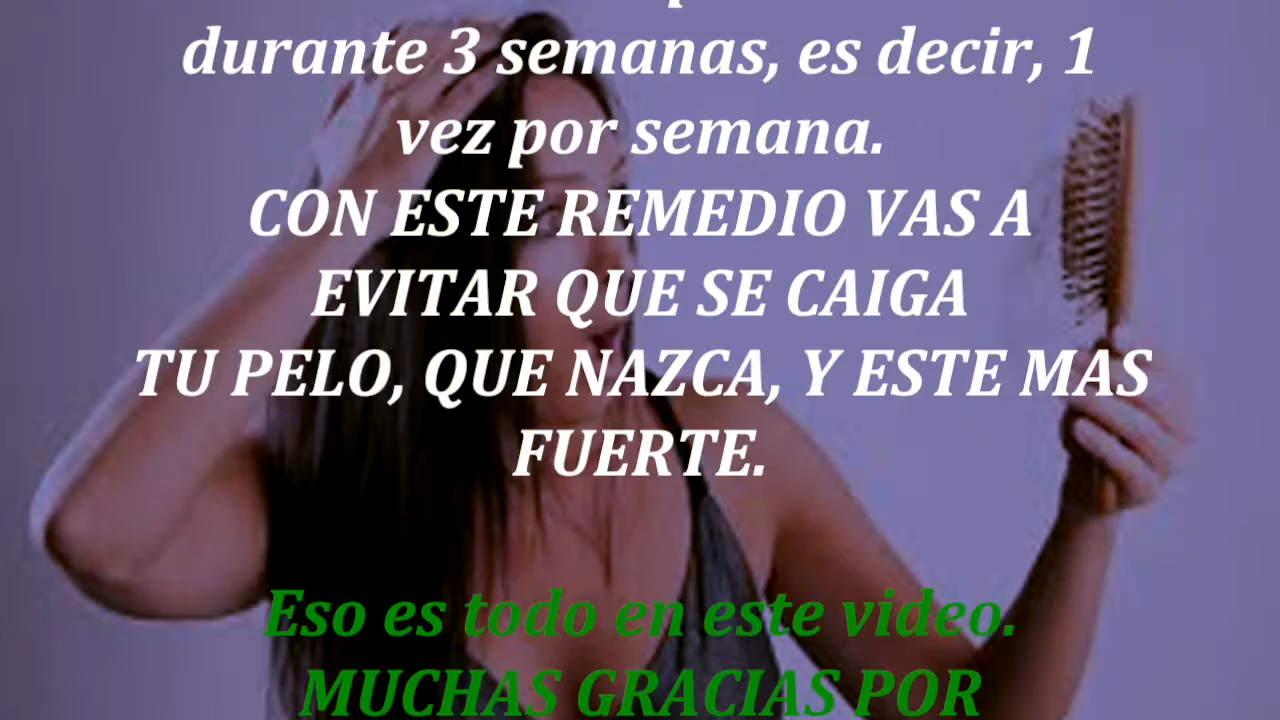 durante 3 semanas, es decir, 1
vez por semana.
CON ESTE REMEDIO VAS A
EVITAR QUE SE CAIGA
TU PELO, QUE NAZCA, Y ESTE MAS
FUERTE.
Eso es todo en este video.
MUCHAS GRACIAS POR